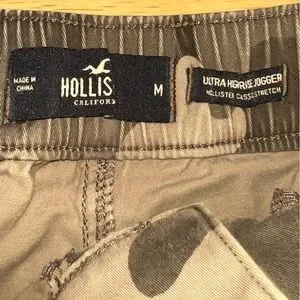 MADE IN
CHINA
HOLLIS
CALIFOR
M
ULTRA HIGH RISE JOGGER
HOLLISTER CLASSIC STRETCH